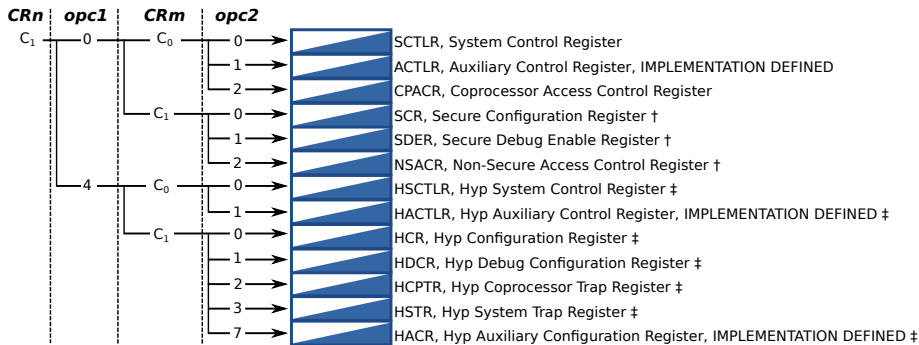 CRn opc1 CRm opc2
C1 0 C0 0 SCTLR, System Control Register
1 ACTLR, Auxiliary Control Register, IMPLEMENTATION DEFINED
2 CPACR, Coprocessor Access Control Register
C1 0 SCR, Secure Configuration Register †
1 SDER, Secure Debug Enable Register †
2 NSACR, Non-Secure Access Control Register †
4 C0 0 HSCTLR, Hyp System Control Register ‡
1 HACTLR, Hyp Auxiliary Control Register, IMPLEMENTATION DEFINED ‡
C1 0 HCR, Hyp Configuration Register ‡
1 HDCR, Hyp Debug Configuration Register ‡
2 HCPTR, Hyp Coprocessor Trap Register ‡
3 HSTR, Hyp System Trap Register ‡
7 HACR, Hyp Auxiliary Configuration Register, IMPLEMENTATION DEFINED ‡